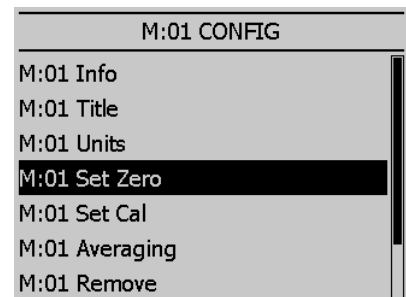 M:01 CONFIG
M:01 Info
M:01 Title
M:01 Units
M:01 Set Zero
M:01 Set Cal
M:01 Averaging
M:01 Remove